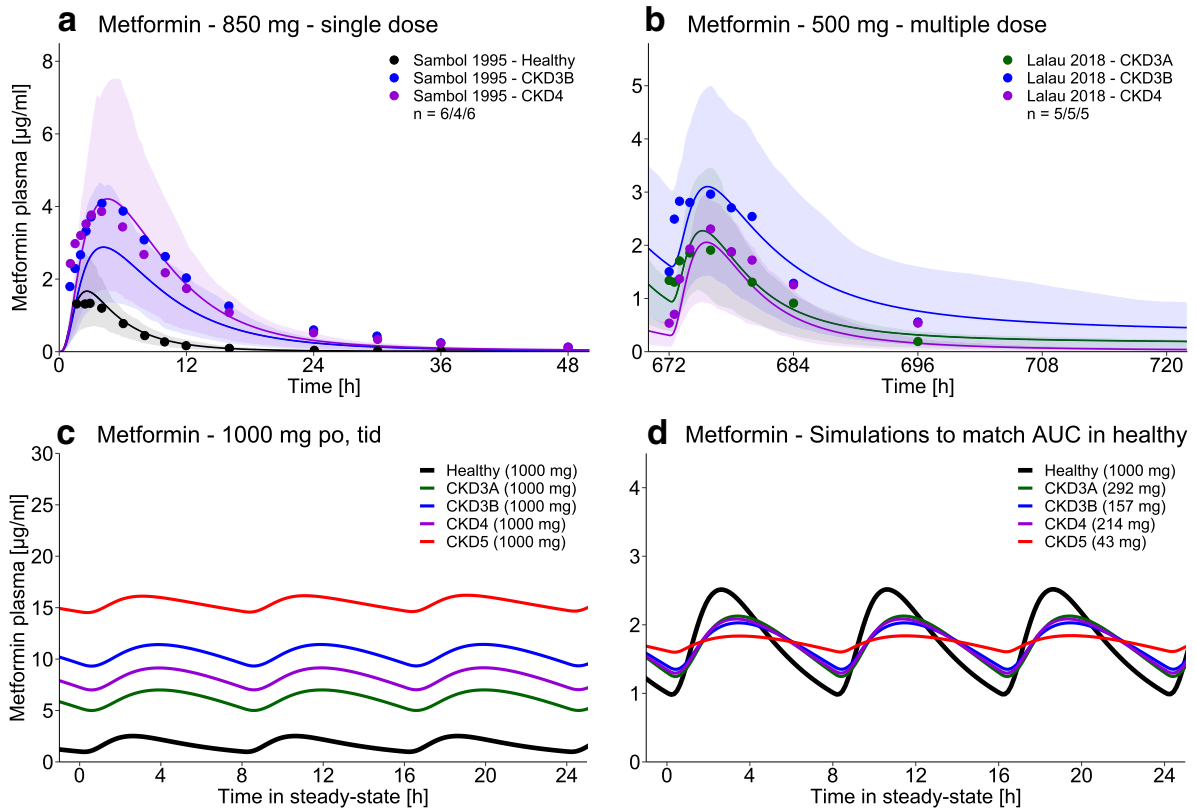 a Metformin - 850 mg - single dose
Metformin plasma [µg/ml]
8
6
4
2
0
Sambol 1995 - Healthy
Sambol 1995 - CKD3B
Sambol 1995 - CKD4
n = 6/4/6
0 12 24 36 48
Time [h]
b Metformin - 500 mg - multiple dose
5
4
3
2
1
0
Lalau 2018 - CKD3A
Lalau 2018 - CKD3B
Lalau 2018 - CKD4
n = 5/5/5
672 684 696 708 720
Time [h]
c Metformin - 1000 mg po, tid
Metformin plasma [µg/ml]
30
25
20
15
10
5
0
Healthy (1000 mg)
CKD3A (1000 mg)
CKD3B (1000 mg)
CKD4 (1000 mg)
CKD5 (1000 mg)
0 4 8 12 16 20 24
Time in steady-state [h]
d Metformin - Simulations to match AUC in healthy
4
3
2
1
0
Healthy (1000 mg)
CKD3A (292 mg)
CKD3B (157 mg)
CKD4 (214 mg)
CKD5 (43 mg)
0 4 8 12 16 20 24
Time in steady-state [h]